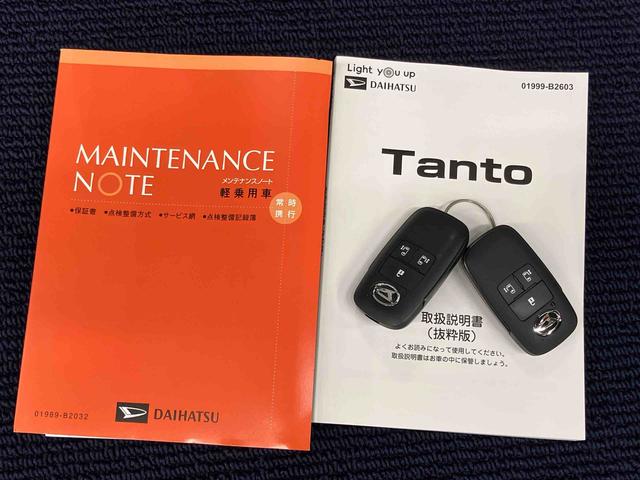 MAINTENANCE
NOTE
メンテナンスノート
軽乗用車
常時
携行
●保証書 ●点検整備方式 ●サービス網 ●点検整備記録簿
01999-B2032
DAIHATSU
Light you up
DAIHATSU
01999-B2603
Tanto
取扱説明書
（抜粋版）
よくお読みになって使用してください。
取扱説明書はお車の中に保管しましょう。